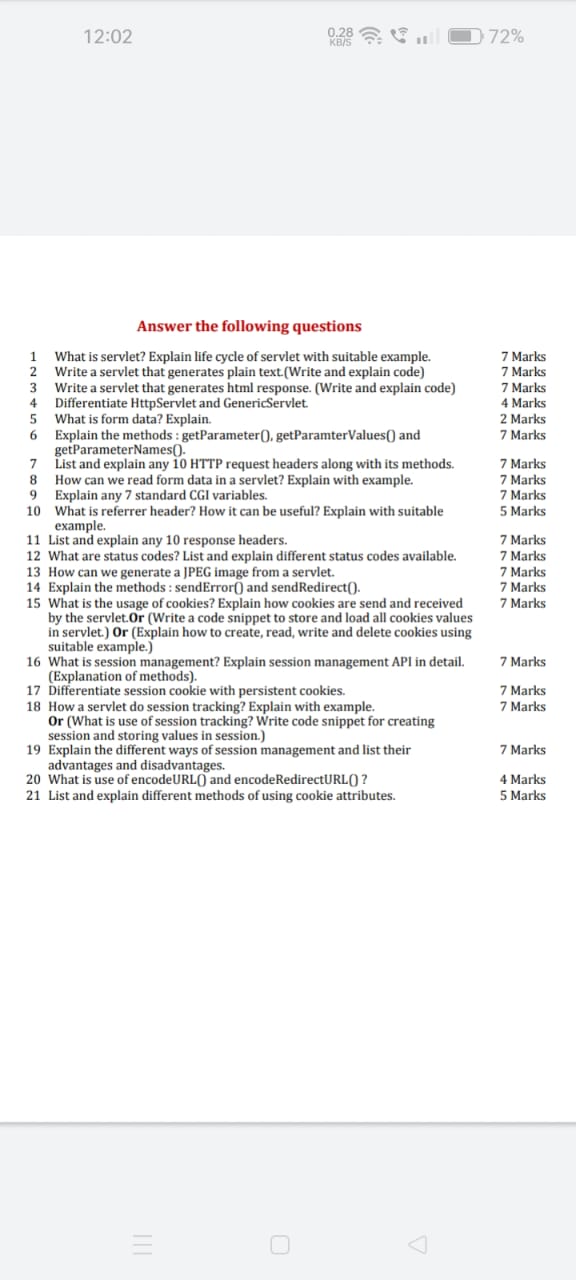 12:02 0.28 KB/S 72%
Answer the following questions
1 What is servlet? Explain life cycle of servlet with suitable example. 7 Marks
2 Write a servlet that generates plain text.(Write and explain code) 7 Marks
3 Write a servlet that generates html response. (Write and explain code) 7 Marks
4 Differentiate HttpServlet and GenericServlet. 4 Marks
5 What is form data? Explain. 2 Marks
6 Explain the methods : getParameter(), getParamterValues() and 7 Marks
getParameterNames().
7 List and explain any 10 HTTP request headers along with its methods. 7 Marks
8 How can we read form data in a servlet? Explain with example. 7 Marks
9 Explain any 7 standard CGI variables. 7 Marks
10 What is referrer header? How it can be useful? Explain with suitable 5 Marks
example.
11 List and explain any 10 response headers. 7 Marks
12 What are status codes? List and explain different status codes available. 7 Marks
13 How can we generate a JPEG image from a servlet. 7 Marks
14 Explain the methods : sendError() and sendRedirect(). 7 Marks
15 What is the usage of cookies? Explain how cookies are send and received 7 Marks
by the servlet.Or (Write a code snippet to store and load all cookies values
in servlet.) Or (Explain how to create, read, write and delete cookies using
suitable example.)
16 What is session management? Explain session management API in detail. 7 Marks
(Explanation of methods).
17 Differentiate session cookie with persistent cookies. 7 Marks
18 How a servlet do session tracking? Explain with example. 7 Marks
Or (What is use of session tracking? Write code snippet for creating
session and storing values in session.)
19 Explain the different ways of session management and list their 7 Marks
advantages and disadvantages.
20 What is use of encodeURL() and encodeRedirectURL() ? 4 Marks
21 List and explain different methods of using cookie attributes. 5 Marks